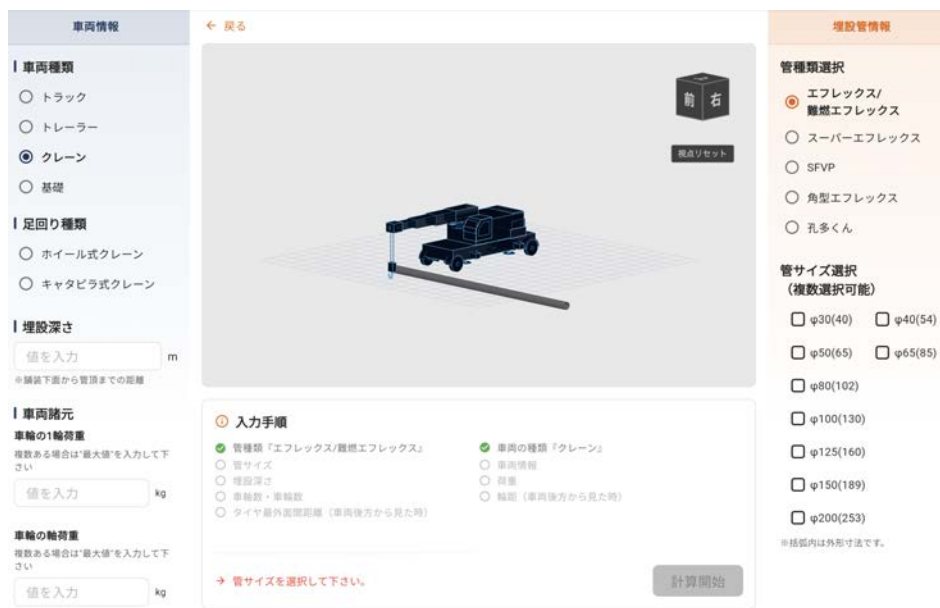 車両情報
車両種類
トラック
トレーラー
クレーン
基礎
足回り種類
ホイール式クレーン
キャタピラ式クレーン
埋設深さ
値を入力 m
※舗装下面から管頂までの距離
車両諸元
車輪の1輪荷重
複数ある場合は"最大値"を入力して下
さい
値を入力 kg
車輪の軸荷重
複数ある場合は"最大値"を入力して下
さい
値を入力 kg
← 戻る
前 右
視点リセット
入力手順
管種類『エフレックス/難燃エフレックス』
管サイズ
埋設深さ
車軸数・車輪数
タイヤ最外面間距離（車両後方から見た時）
車両の種類『クレーン』
車両情報
荷重
輪距（車両後方から見た時）
→ 管サイズを選択して下さい。
計算開始
埋設管情報
管種類選択
エフレックス/
難燃エフレックス
スーパーエフレックス
SFVP
角型エフレックス
孔多くん
管サイズ選択
（複数選択可能）
φ30(40) φ40(54)
φ50(65) φ65(85)
φ80(102)
φ100(130)
φ125(160)
φ150(189)
φ200(253)
※括弧内は外形寸法です。